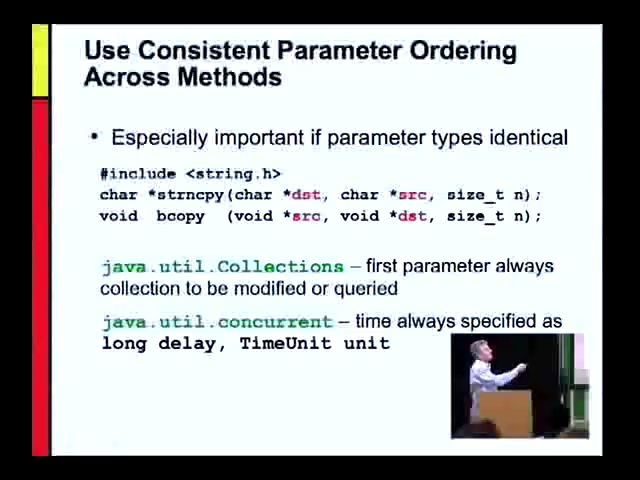 Use Consistent Parameter Ordering
Across Methods
• Especially important if parameter types identical
#include <string.h>
char *strncpy(char *dst, char *src, size_t n);
void bcopy (void *src, void *dst, size_t n);
java.util.Collections – first parameter always
collection to be modified or queried
java.util.concurrent – time always specified as
long delay, TimeUnit unit